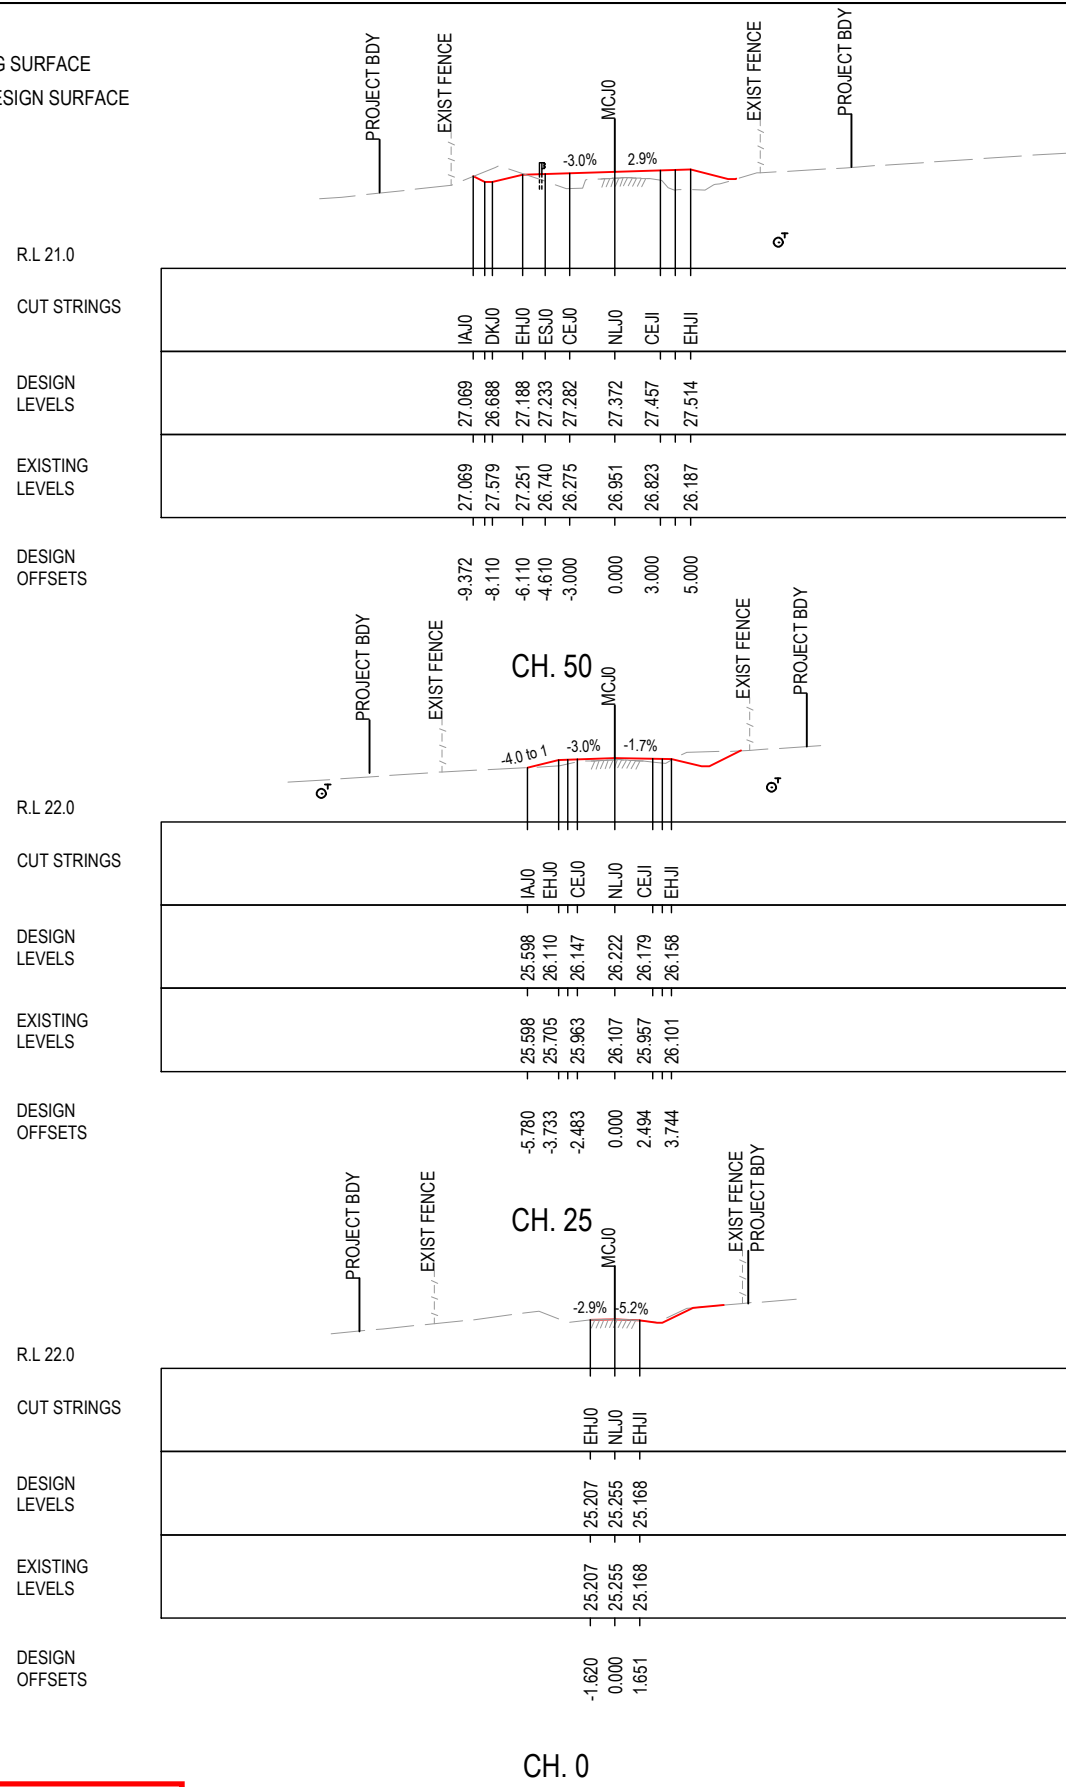 G SURFACE
ESIGN SURFACE
PROJECT BDY
EXIST FENCE
MCJ0
EXIST FENCE
PROJECT BDY
-3.0%
2.9%
R.L 21.0
CUT STRINGS
IAJ0
DKJ0
EHJ0
ESJ0
CEJ0
NLJ0
CEJI
EHJI
DESIGN
LEVELS
27.069
26.688
27.188
27.233
27.282
27.372
27.457
27.514
EXISTING
LEVELS
27.069
27.579
27.251
26.740
26.275
26.951
26.823
26.187
DESIGN
OFFSETS
-9.372
-8.110
-6.110
-4.610
-3.000
0.000
3.000
5.000
CH. 50
PROJECT BDY
EXIST FENCE
MCJ0
EXIST FENCE
PROJECT BDY
-4.0 to 1
-3.0%
-1.7%
R.L 22.0
CUT STRINGS
IAJ0
EHJ0
CEJ0
NLJ0
CEJI
EHJI
DESIGN
LEVELS
25.598
26.110
26.147
26.222
26.179
26.158
EXISTING
LEVELS
25.598
25.705
25.963
26.107
25.957
26.101
DESIGN
OFFSETS
-5.780
-3.733
-2.483
0.000
2.494
3.744
CH. 25
PROJECT BDY
EXIST FENCE
MCJ0
EXIST FENCE
PROJECT BDY
-2.9%
-5.2%
R.L 22.0
CUT STRINGS
EHJ0
NLJ0
EHJI
DESIGN
LEVELS
25.207
25.255
25.168
EXISTING
LEVELS
25.207
25.255
25.168
DESIGN
OFFSETS
-1.620
0.000
1.651
CH. 0